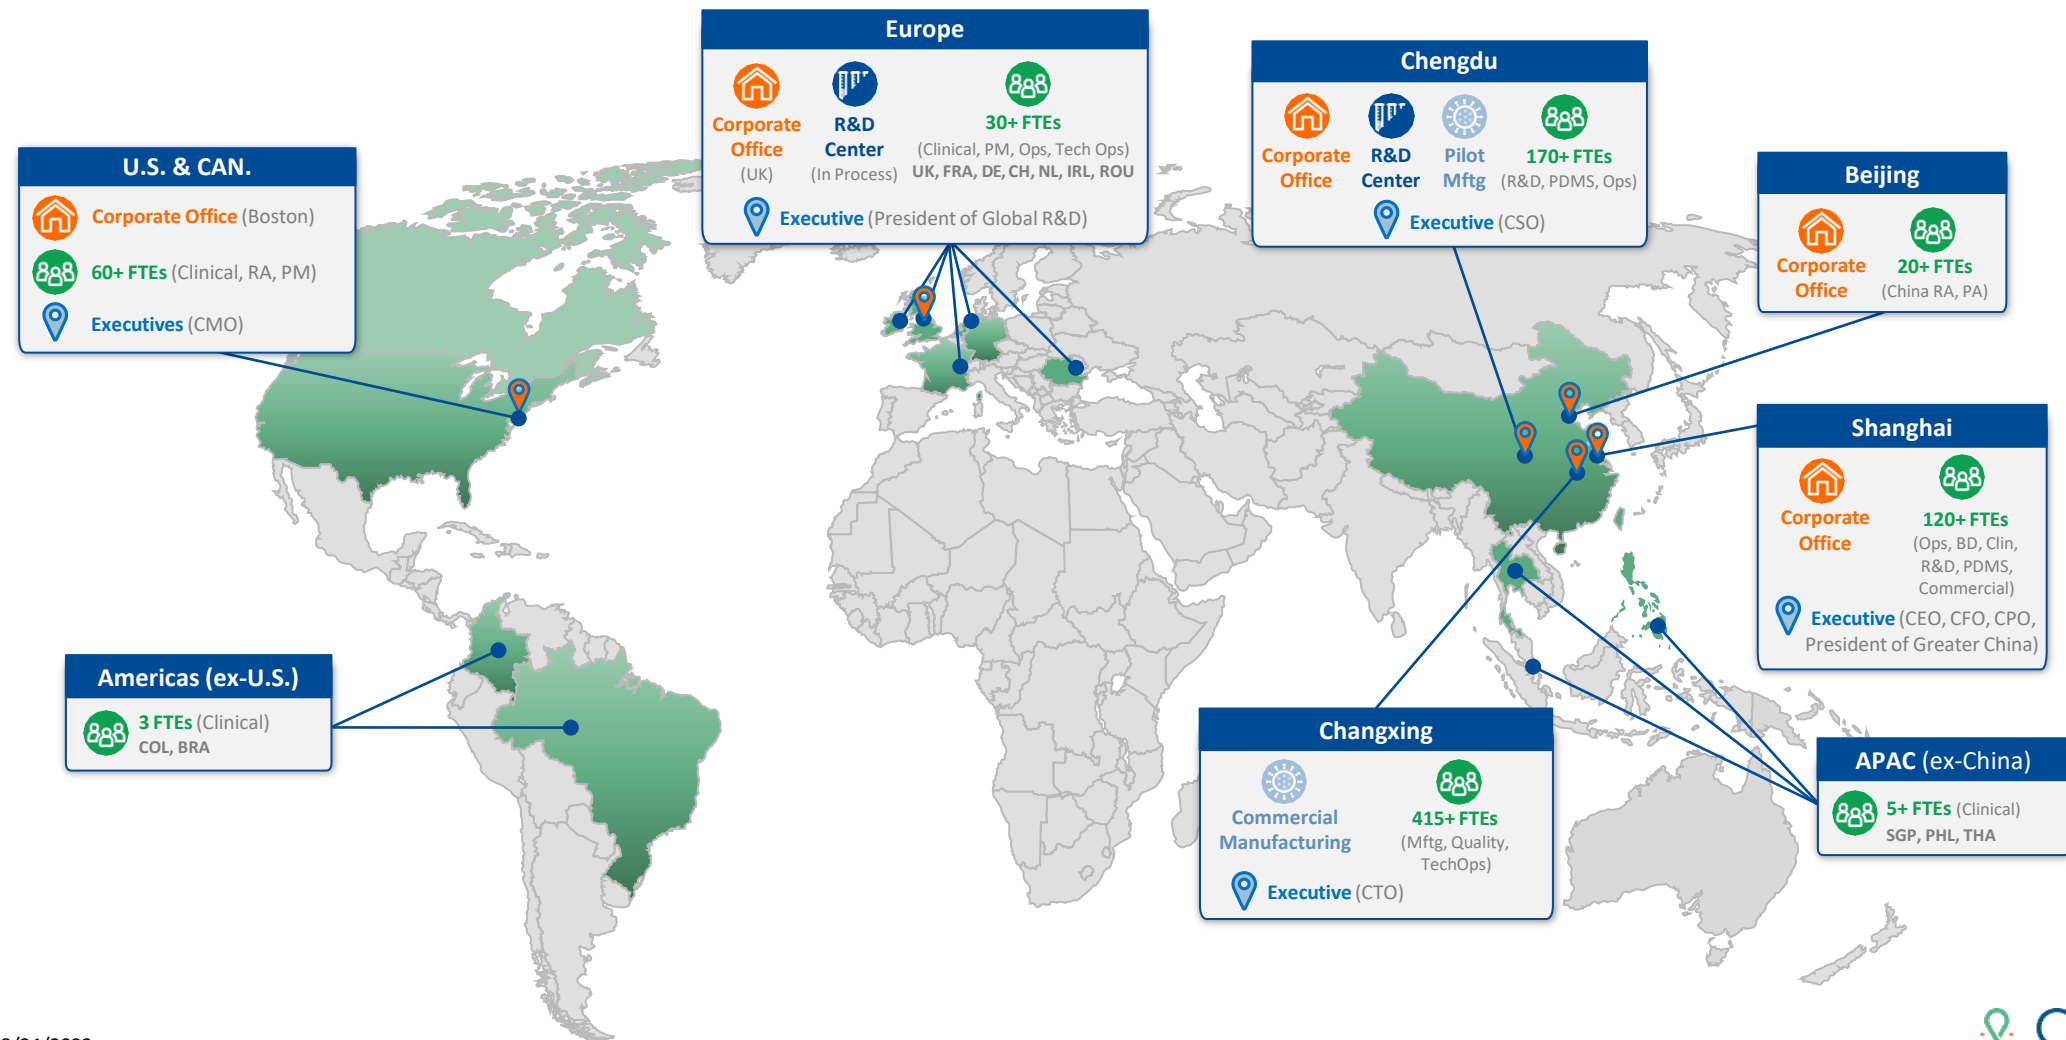 Europe
Corporate
Office
(UK)
R&D
Center
(In Process)
30+ FTEs
(Clinical, PM, Ops, Tech Ops)
UK, FRA, DE, CH, NL, IRL, ROU
Executive (President of Global R&D)
Chengdu
Corporate
Office
R&D
Center
Pilot
Mftg
170+ FTEs
(R&D, PDMS, Ops)
Executive (CSO)
U.S. & CAN.
Corporate Office (Boston)
60+ FTEs (Clinical, RA, PM)
Executives (CMO)
Beijing
Corporate
Office
20+ FTEs
(China RA, PA)
Shanghai
Corporate
Office
120+ FTEs
(Ops, BD, Clin,
R&D, PDMS,
Commercial)
Executive (CEO, CFO, CPO,
President of Greater China)
Americas (ex-U.S.)
3 FTEs (Clinical)
COL, BRA
Changxing
Commercial
Manufacturing
415+ FTEs
(Mftg, Quality,
TechOps)
Executive (CTO)
APAC (ex-China)
5+ FTEs (Clinical)
SGP, PHL, THA